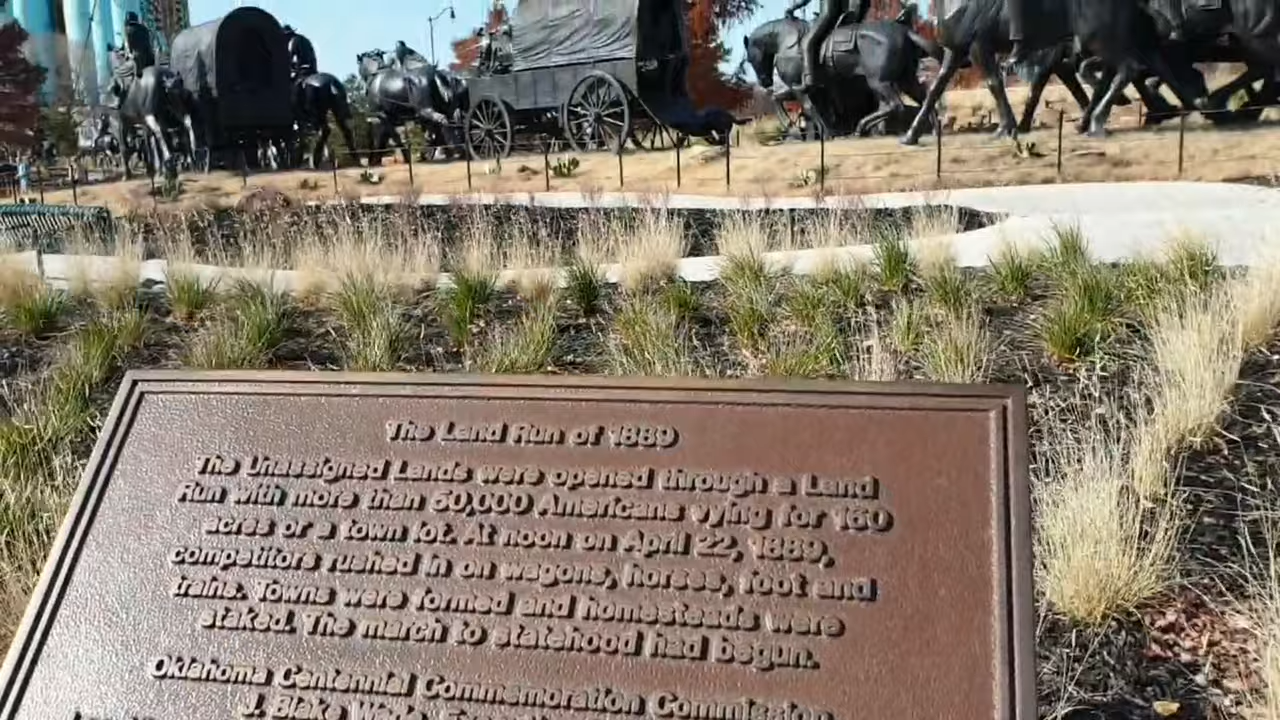 The Land Run of 1889
The Unassigned Lands were opened through a Land
Run with more than 50,000 Americans vying for 160
acres or a town lot. At noon on April 22, 1889,
competitors rushed in on wagons, horses, foot and
trains. Towns were formed and homesteads were
staked. The march to statehood had begun.
Oklahoma Centennial Commemoration Commission
J. Blake